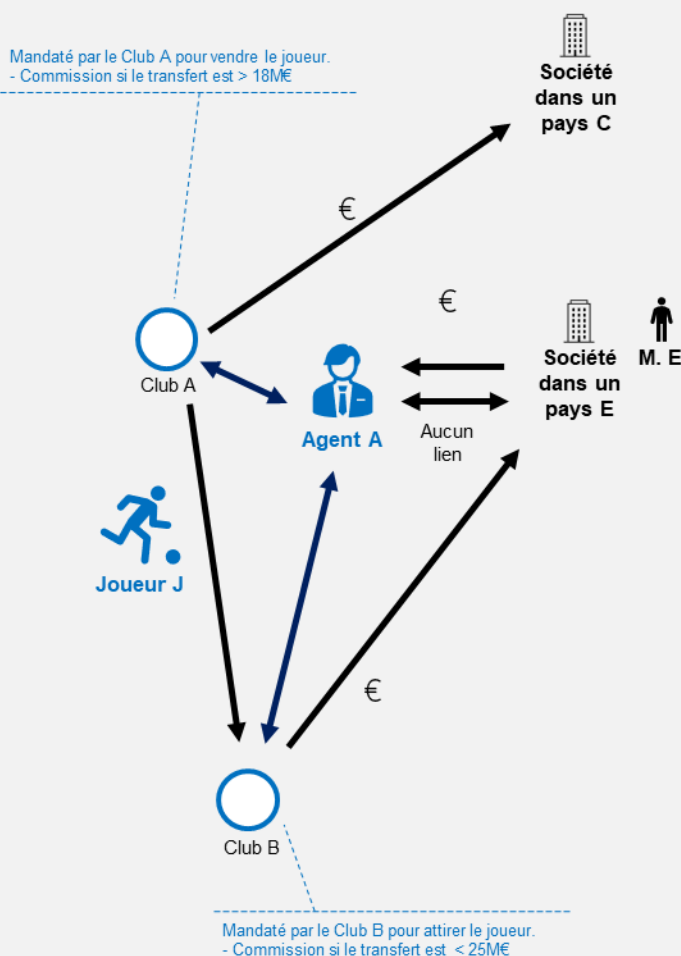 Mandaté par le Club A pour vendre le joueur.
- Commission si le transfert est > 18M€
Société
dans un
pays C
€
€
Société
dans un
pays E
M. E
Club A
Agent A
Aucun
lien
Joueur J
€
Club B
Mandaté par le Club B pour attirer le joueur.
- Commission si le transfert est < 25M€